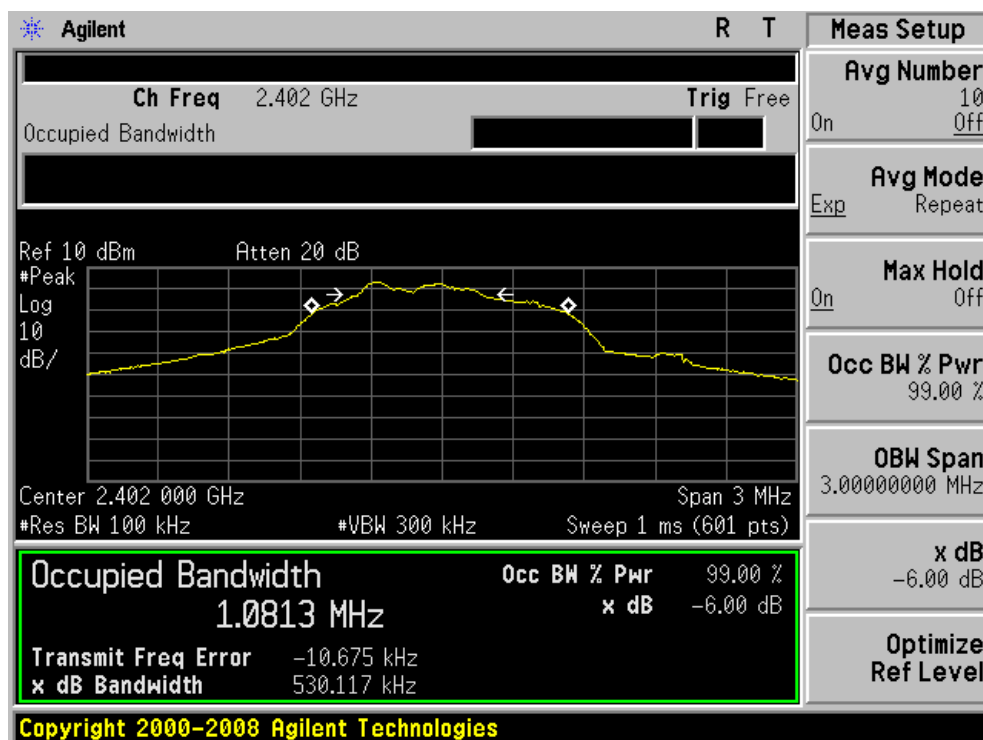 Agilent R T
Ch Freq 2.402 GHz Trig Free
Occupied Bandwidth
Ref 10 dBm Atten 20 dB
#Peak
Log
10
dB/
Center 2.402 000 GHz Span 3 MHz
#Res BW 100 kHz #VBW 300 kHz Sweep 1 ms (601 pts)
Occupied Bandwidth
1.0813 MHz
Occ BW % Pwr 99.00 %
x dB -6.00 dB
Transmit Freq Error -10.675 kHz
x dB Bandwidth 530.117 kHz
Copyright 2000-2008 Agilent Technologies
Meas Setup
Avg Number
10
On Off
Avg Mode
Exp Repeat
Max Hold
On Off
Occ BW % Pwr
99.00 %
OBW Span
3.00000000 MHz
x dB
-6.00 dB
Optimize
Ref Level